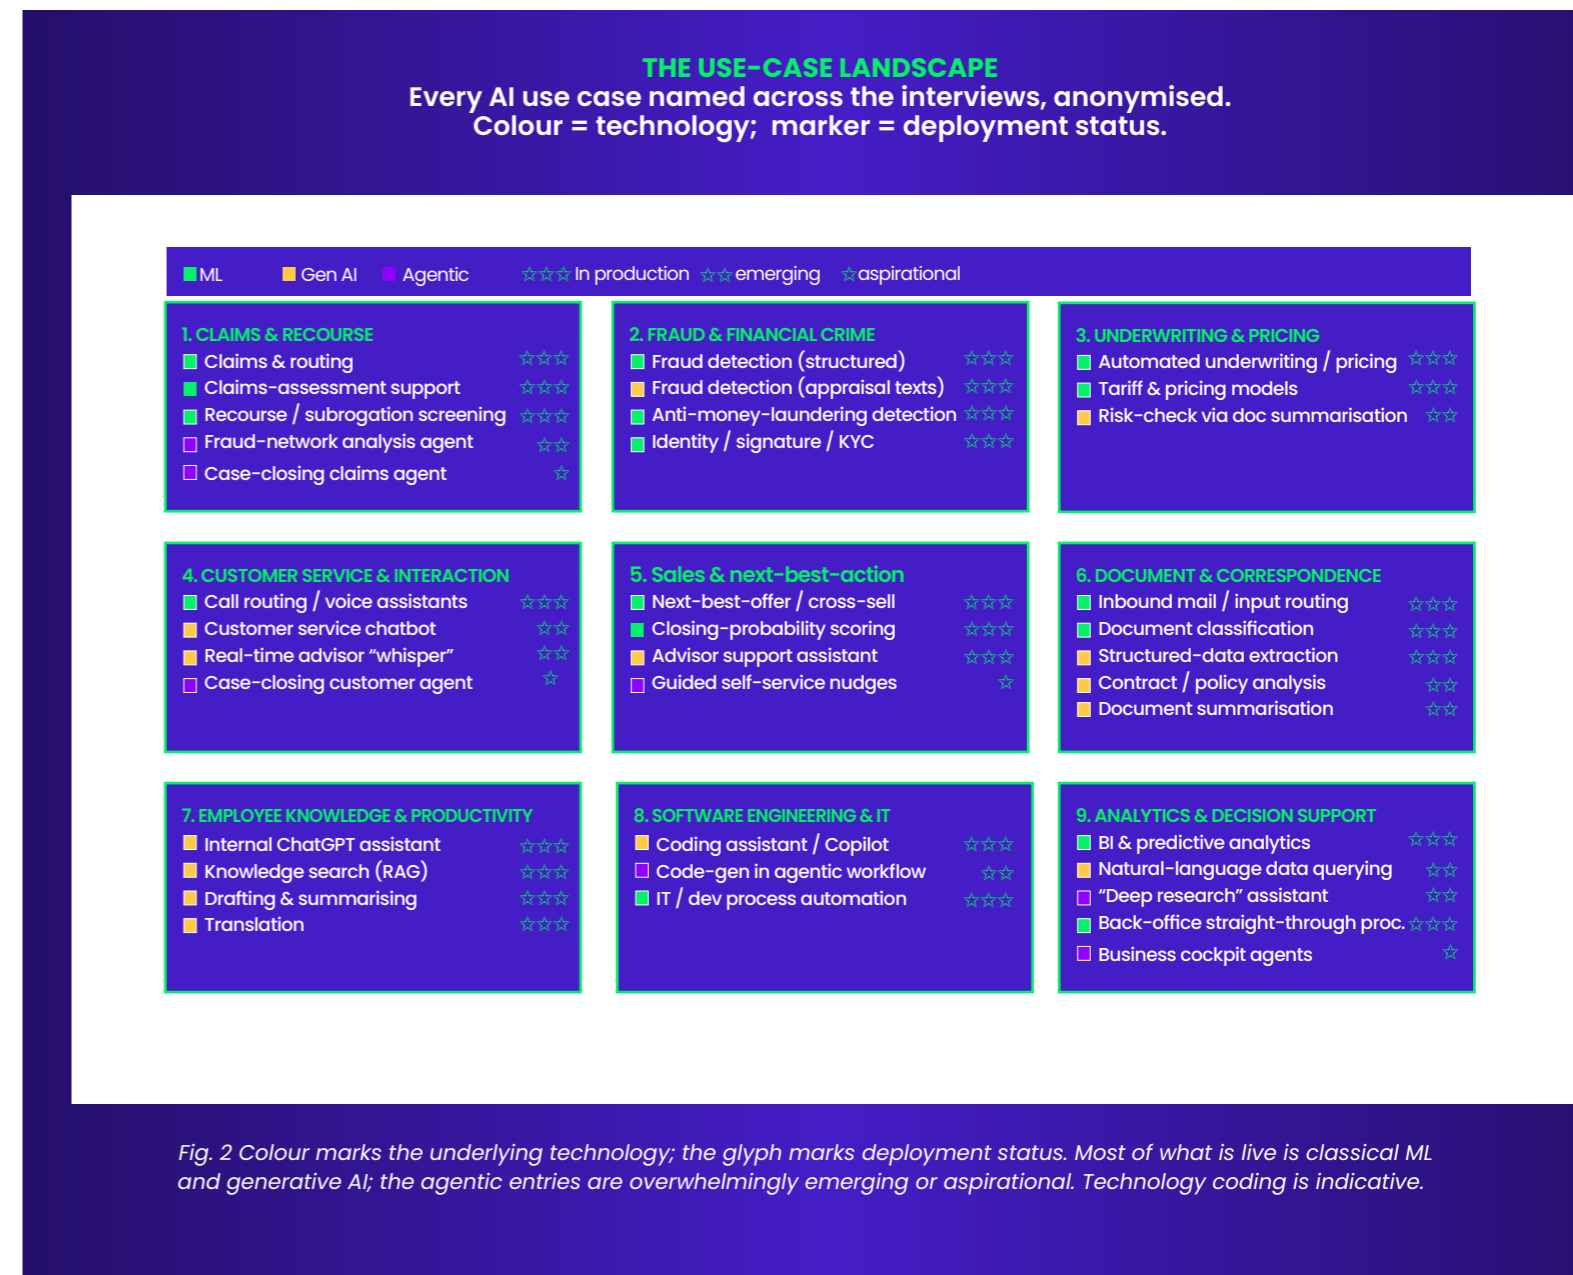 THE USE-CASE LANDSCAPE
Every AI use case named across the interviews, anonymised.
Colour = technology; marker = deployment status.
ML Gen AI Agentic ☆☆☆In production ☆☆emerging ☆aspirational
1. CLAIMS & RECOURSE
Claims & routing ☆☆☆
Claims-assessment support ☆☆☆
Recourse / subrogation screening ☆☆☆
Fraud-network analysis agent ☆☆
Case-closing claims agent ☆
2. FRAUD & FINANCIAL CRIME
Fraud detection (structured) ☆☆☆
Fraud detection (appraisal texts) ☆☆☆
Anti-money-laundering detection ☆☆☆
Identity / signature / KYC ☆☆☆
3. UNDERWRITING & PRICING
Automated underwriting / pricing ☆☆☆
Tariff & pricing models ☆☆☆
Risk-check via doc summarisation ☆☆
4. CUSTOMER SERVICE & INTERACTION
Call routing / voice assistants ☆☆☆
Customer service chatbot ☆☆
Real-time advisor “whisper” ☆☆
Case-closing customer agent ☆
5. Sales & next-best-action
Next-best-offer / cross-sell ☆☆☆
Closing-probability scoring ☆☆☆
Advisor support assistant ☆☆☆
Guided self-service nudges ☆
6. DOCUMENT & CORRESPONDENCE
Inbound mail / input routing ☆☆☆
Document classification ☆☆☆
Structured-data extraction ☆☆☆
Contract / policy analysis ☆☆
Document summarisation ☆☆
7. EMPLOYEE KNOWLEDGE & PRODUCTIVITY
Internal ChatGPT assistant ☆☆☆
Knowledge search (RAG) ☆☆☆
Drafting & summarising ☆☆☆
Translation ☆☆☆
8. SOFTWARE ENGINEERING & IT
Coding assistant / Copilot ☆☆☆
Code-gen in agentic workflow ☆☆
IT / dev process automation ☆☆☆
9. ANALYTICS & DECISION SUPPORT
BI & predictive analytics ☆☆☆
Natural-language data querying ☆☆
“Deep research” assistant ☆☆
Back-office straight-through proc. ☆☆☆
Business cockpit agents ☆
Fig. 2 Colour marks the underlying technology; the glyph marks deployment status. Most of what is live is classical ML
and generative AI; the agentic entries are overwhelmingly emerging or aspirational. Technology coding is indicative.